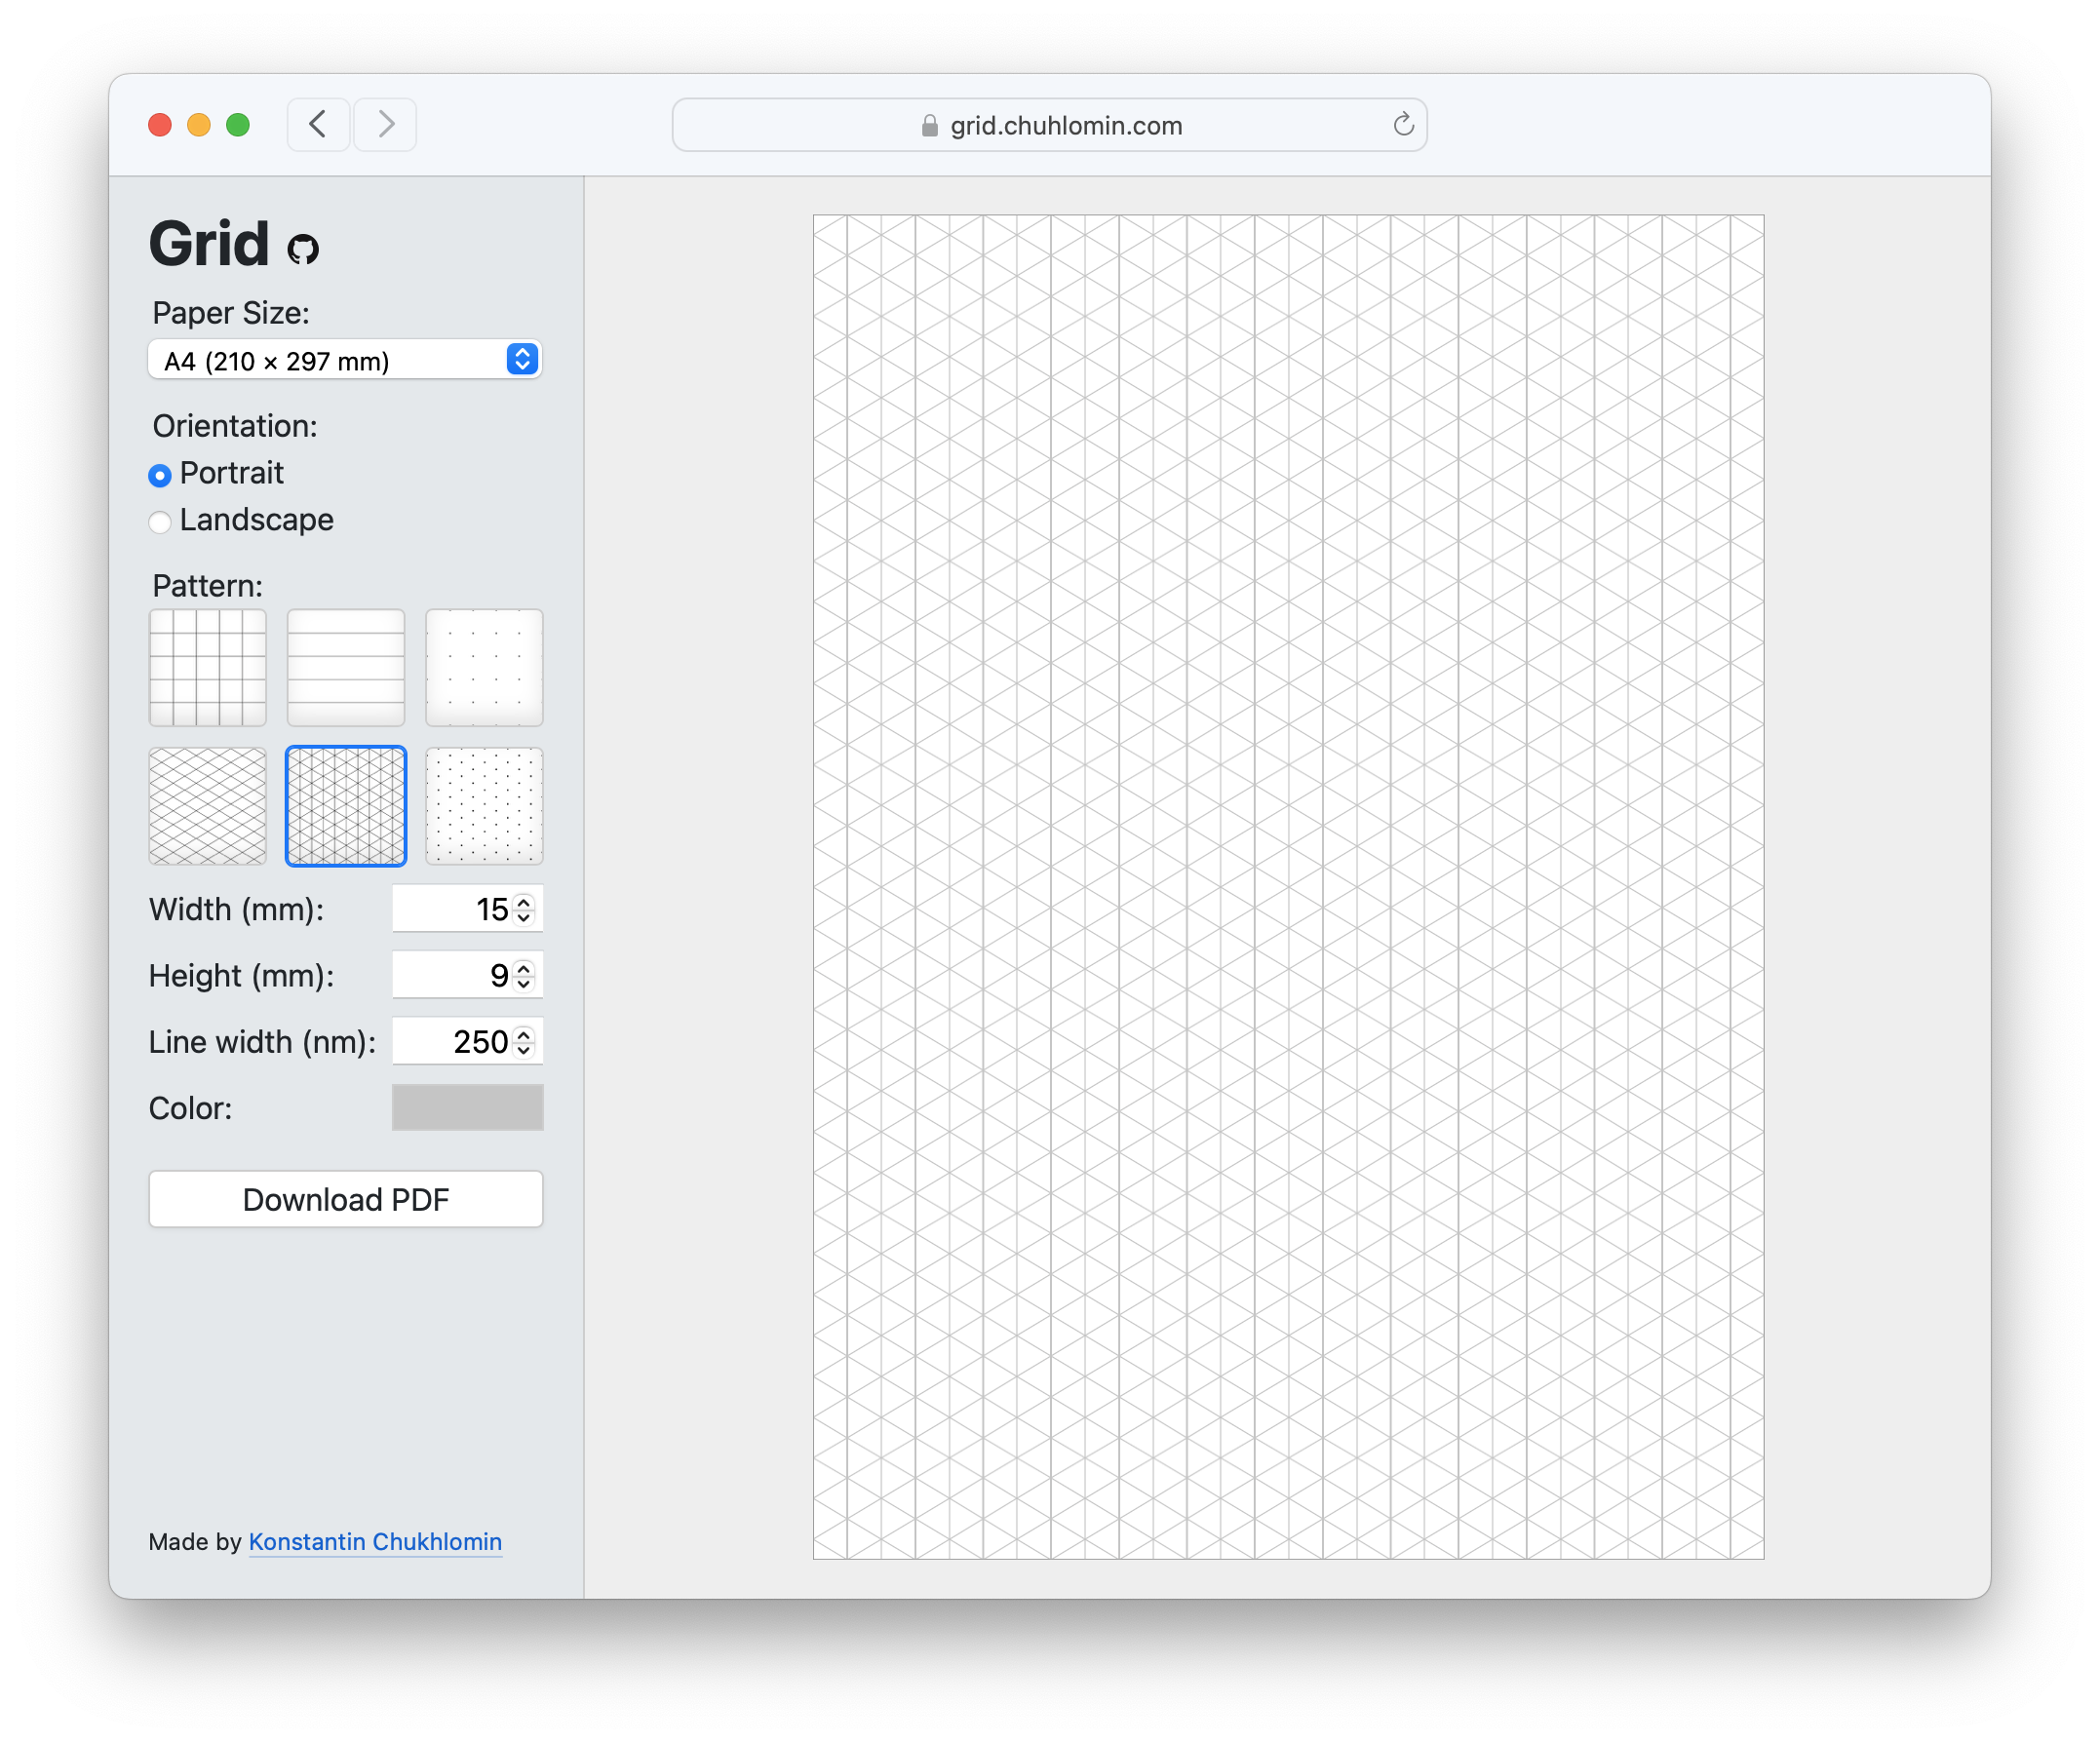 grid.chuhlomin.com
Grid
Paper Size:
A4 (210 × 297 mm)
Orientation:
Portrait
Landscape
Pattern:
Width (mm): 15
Height (mm): 9
Line width (nm): 250
Color:
Download PDF
Made by Konstantin Chukhlomin